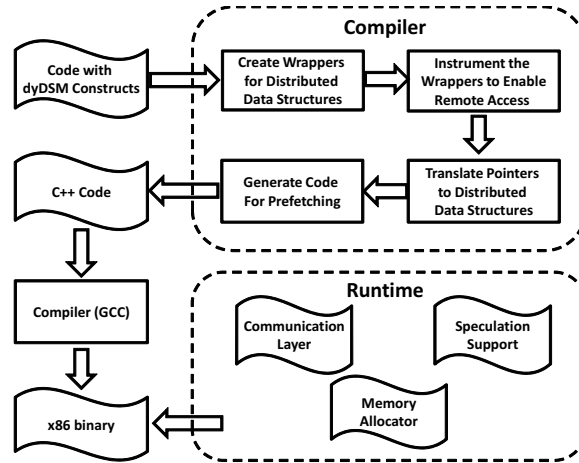 Compiler
Code with
dyDSM Constructs
Create Wrappers
for Distributed
Data Structures
Instrument the
Wrappers to Enable
Remote Access
C++ Code
Generate Code
For Prefetching
Translate Pointers
to Distributed
Data Structures
Compiler (GCC)
Runtime
Communication
Layer
Speculation
Support
Memory
Allocator
x86 binary